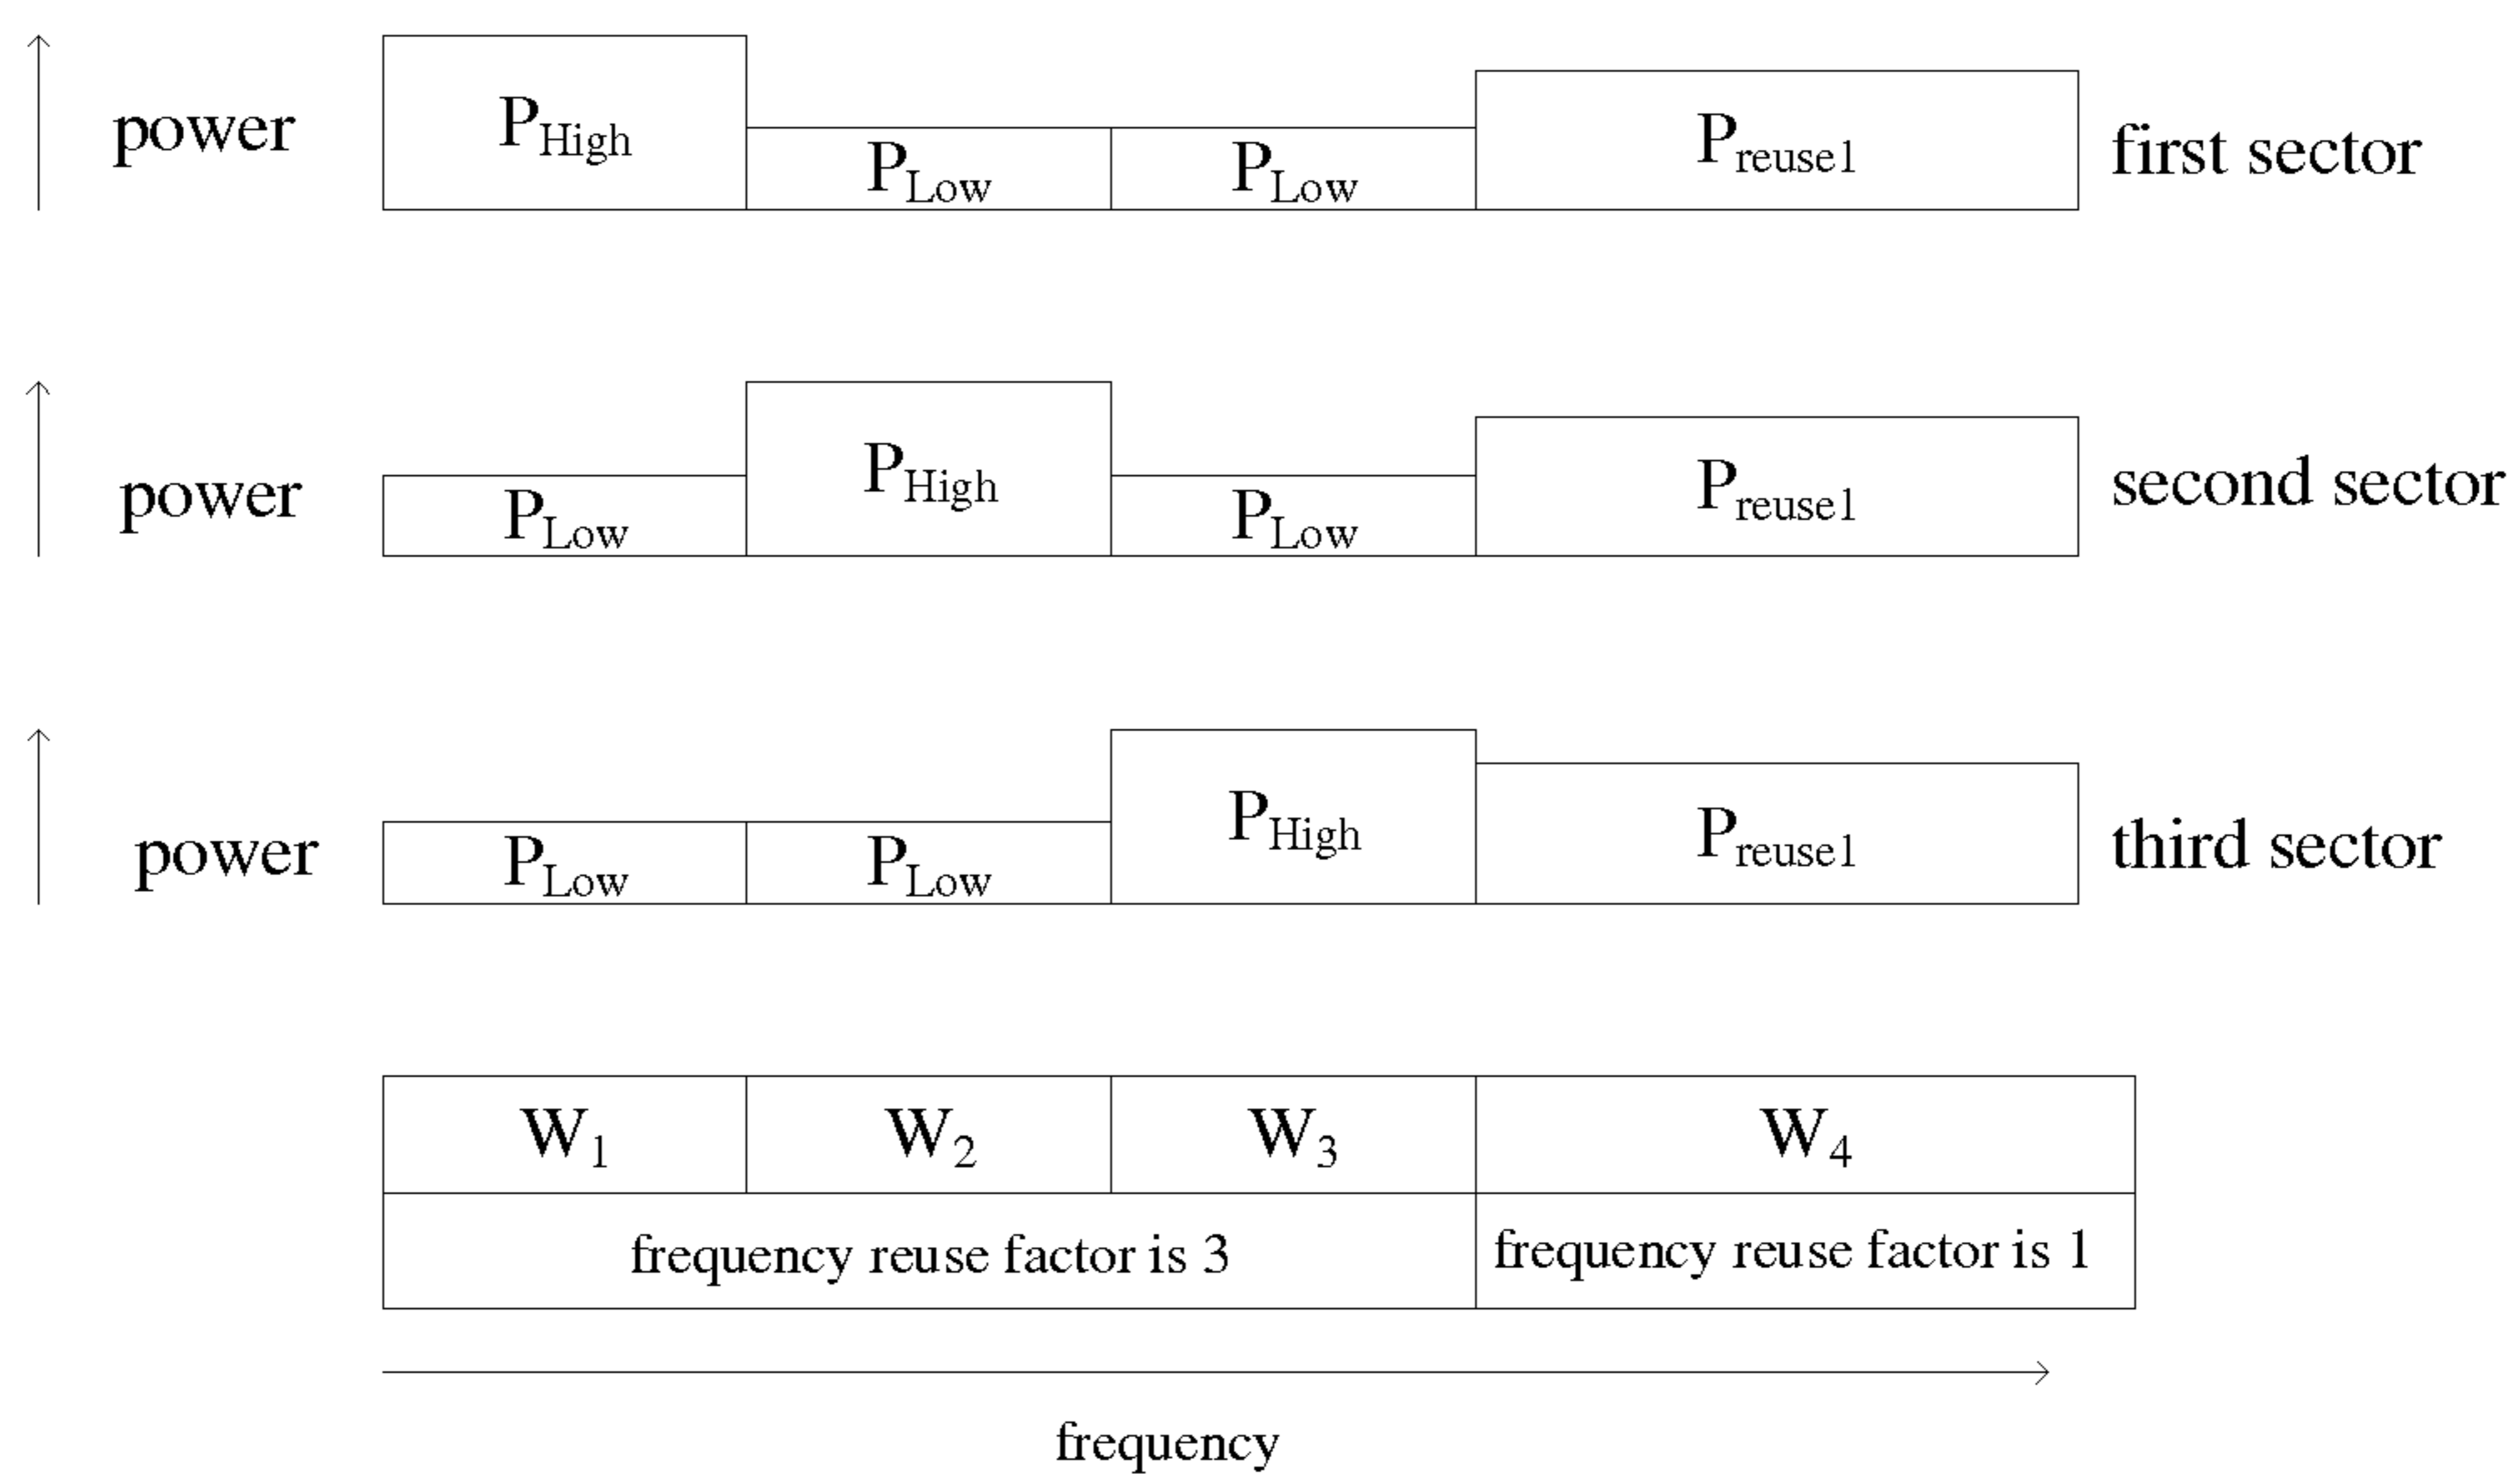 power P_High P_Low P_Low P_reuse1 first sector
power P_Low P_High P_Low P_reuse1 second sector
power P_Low P_Low P_High P_reuse1 third sector
W_1 W_2 W_3 W_4
frequency reuse factor is 3 frequency reuse factor is 1
frequency